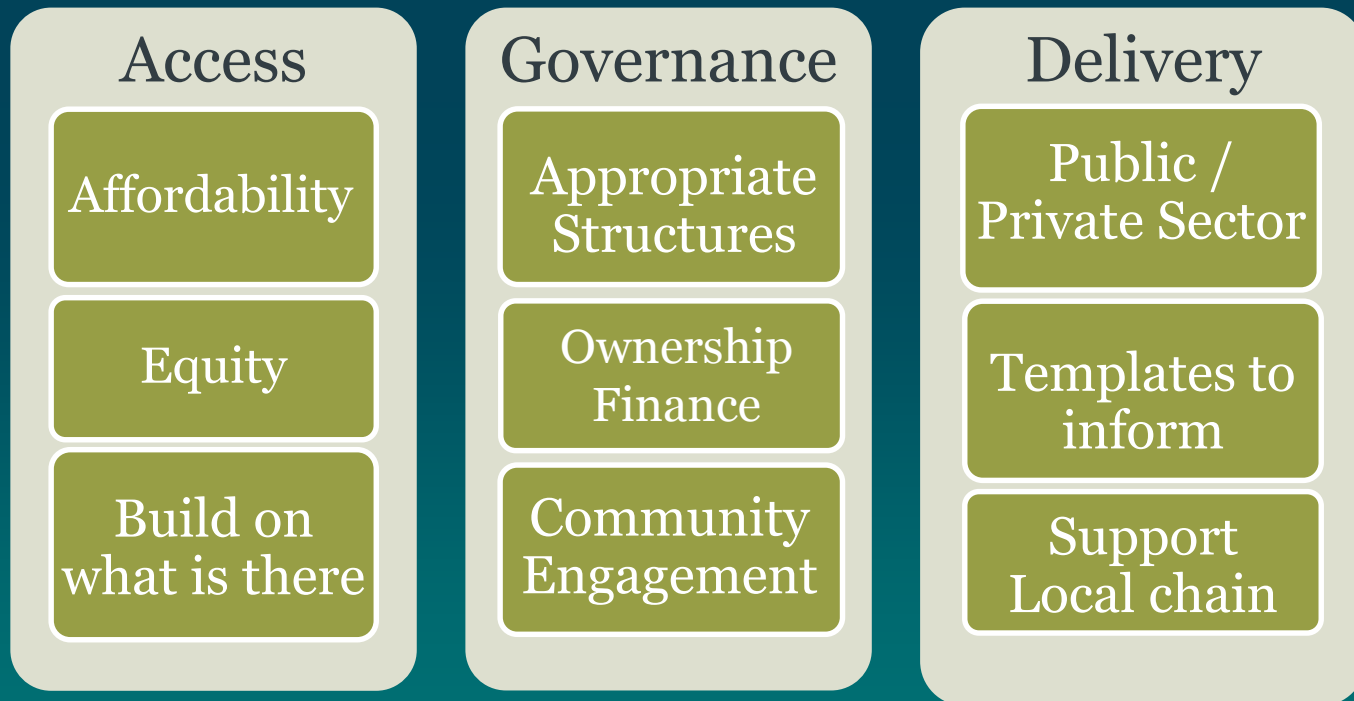 Access
Affordability
Equity
Build on
what is there
Governance
Appropriate
Structures
Ownership
Finance
Community
Engagement
Delivery
Public /
Private Sector
Templates to
inform
Support
Local chain